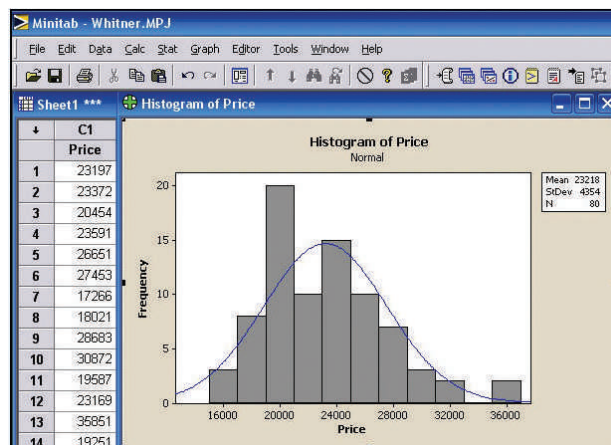 Minitab - Whitner.MPJ
File Edit Data Calc Stat Graph Editor Tools Window Help
Sheet1 ***
Histogram of Price
C1
Price
1 23197
2 23372
3 20454
4 23591
5 26651
6 27453
7 17266
8 18021
9 28683
10 30872
11 19587
12 23169
13 35851
14 19251
Histogram of Price
Normal
Mean 23218
StDev 4354
N 80
Frequency
20
15
10
5
0
16000 20000 24000 28000 32000 36000
Price